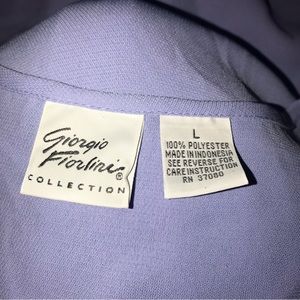 Giorgio
Fiorlini®
COLLECTION
L
100% POLYESTER
MADE IN INDONESIA
SEE REVERSE FOR
CARE INSTRUCTION
RN 37080